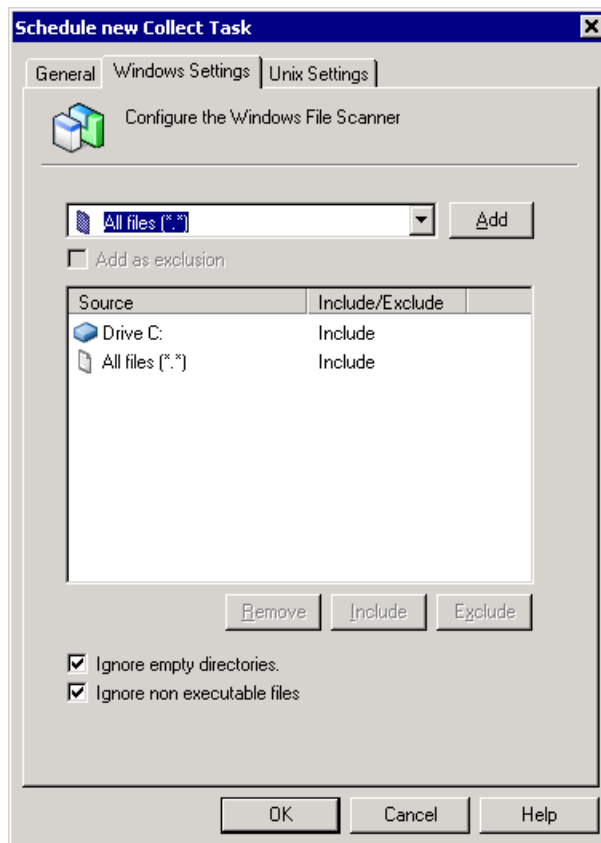 Schedule new Collect Task
General Windows Settings Unix Settings
Configure the Windows File Scanner
All files (*.*) Add
Add as exclusion
Source Include/Exclude
Drive C: Include
All files (*.*) Include
Remove Include Exclude
Ignore empty directories.
Ignore non executable files
OK Cancel Help